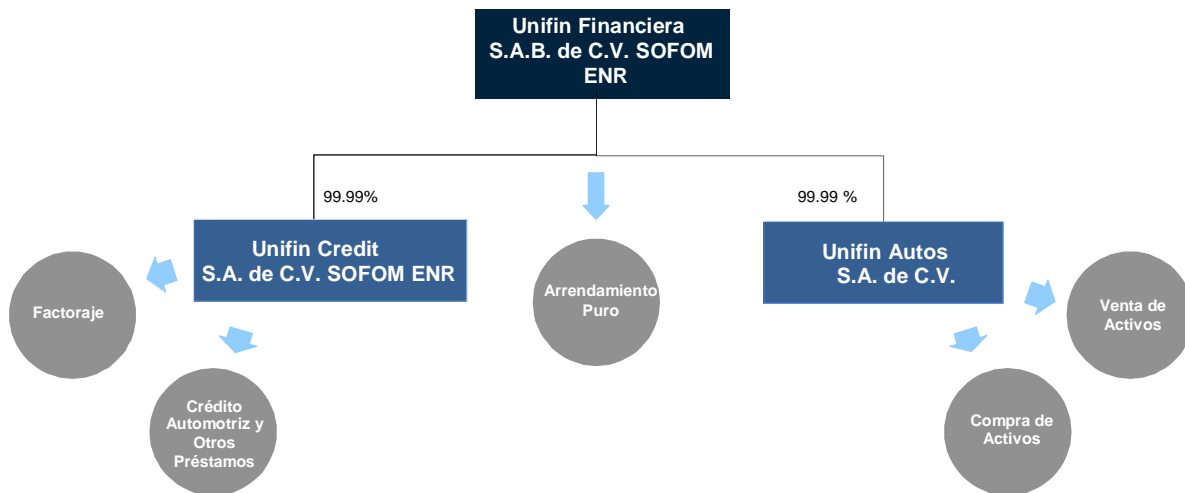 Unifin Financiera
S.A.B. de C.V. SOFOM
ENR
99.99%
99.99 %
Unifin Credit
S.A. de C.V. SOFOM ENR
Unifin Autos
S.A. de C.V.
Factoraje
Arrendamiento
Puro
Venta de
Activos
Crédito
Automotriz y
Otros
Préstamos
Compra de
Activos